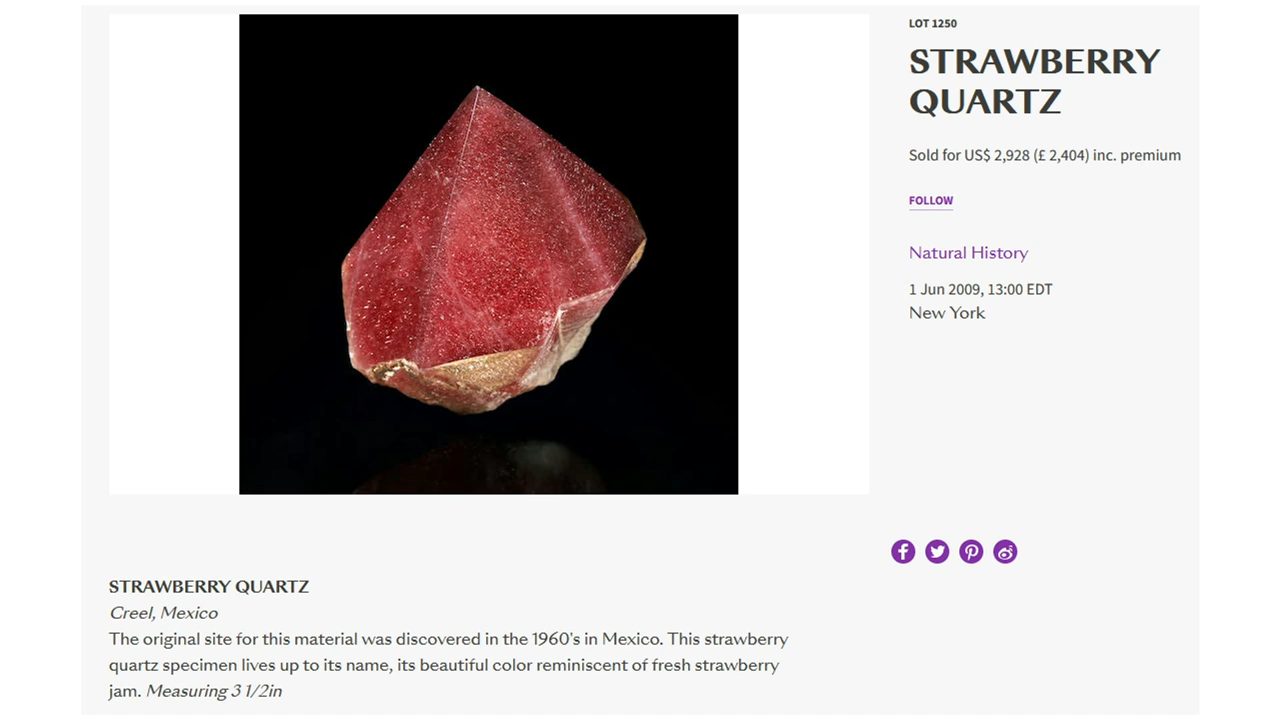 LOT 1250
STRAWBERRY
QUARTZ
Sold for US$ 2,928 (£ 2,404) inc. premium
FOLLOW
Natural History
1 Jun 2009, 13:00 EDT
New York
STRAWBERRY QUARTZ
Creel, Mexico
The original site for this material was discovered in the 1960's in Mexico. This strawberry
quartz specimen lives up to its name, its beautiful color reminiscent of fresh strawberry
jam. Measuring 3 1/2in